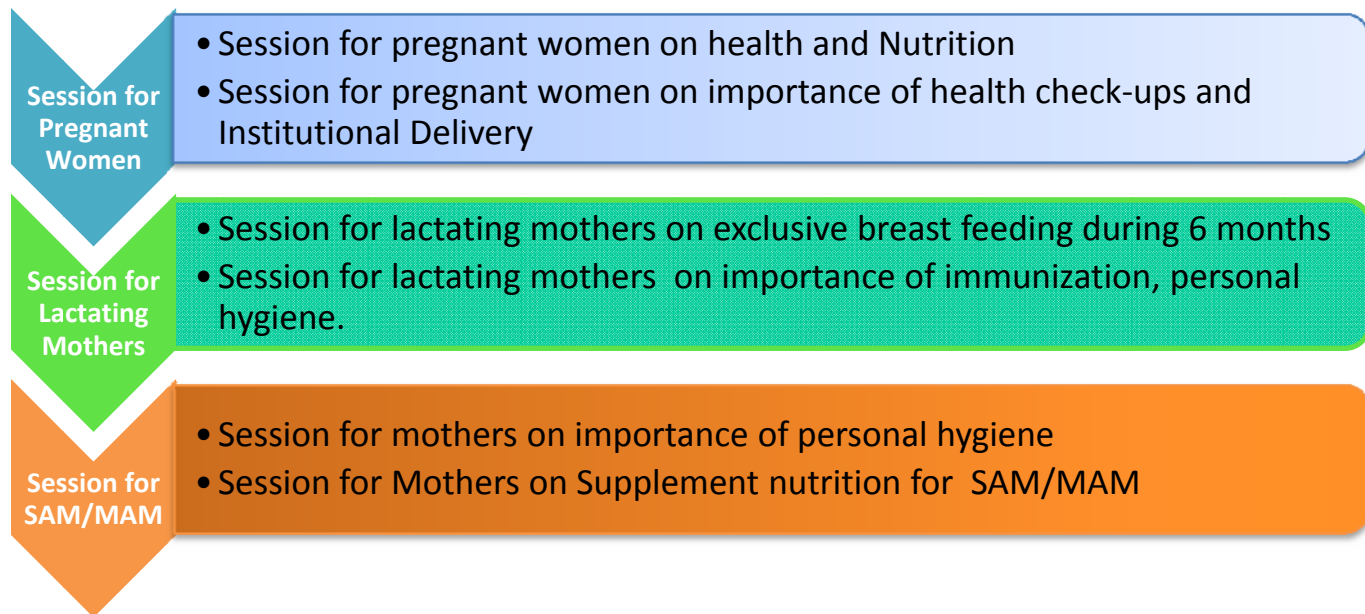 Session for
Pregnant
Women
• Session for pregnant women on health and Nutrition
• Session for pregnant women on importance of health check-ups and
Institutional Delivery
Session for
Lactating
Mothers
• Session for lactating mothers on exclusive breast feeding during 6 months
• Session for lactating mothers  on importance of immunization, personal
hygiene.
Session for
SAM/MAM
• Session for mothers on importance of personal hygiene
• Session for Mothers on Supplement nutrition for  SAM/MAM